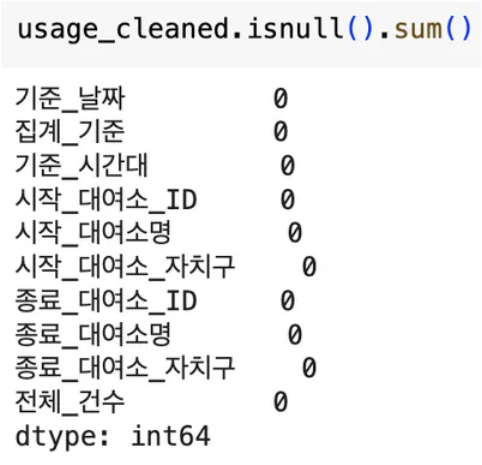 usage_cleaned.isnull().sum()
기준_날짜 0
집계_기준 0
기준_시간대 0
시작_대여소_ID 0
시작_대여소명 0
시작_대여소_자치구 0
종료_대여소_ID 0
종료_대여소명 0
종료_대여소_자치구 0
전체_건수 0
dtype: int64